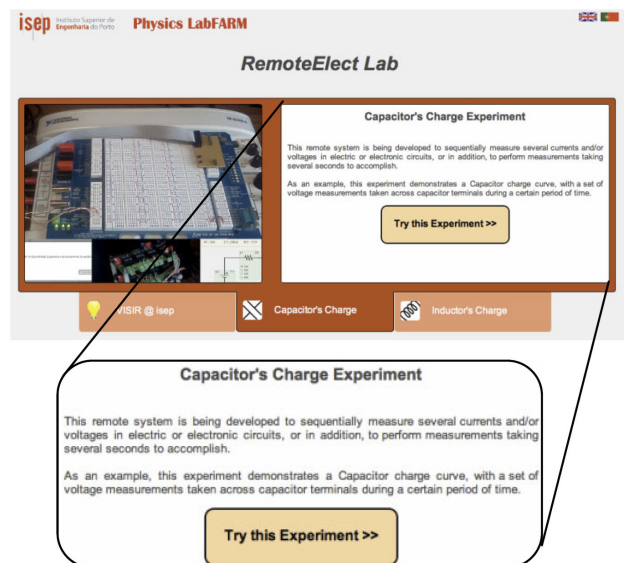 isep Instituto Superior de
Engenharia do Porto
Physics LabFARM
RemoteElect Lab
Capacitor's Charge Experiment
This remote system is being developed to sequentially measure several currents and/or
voltages in electric or electronic circuits, or in addition, to perform measurements taking
several seconds to accomplish.
As an example, this experiment demonstrates a Capacitor charge curve, with a set of
voltage measurements taken across capacitor terminals during a certain period of time.
Try this Experiment >>
VISIR @ isep
Capacitor's Charge
Inductor's Charge
Capacitor's Charge Experiment
This remote system is being developed to sequentially measure several currents and/or
voltages in electric or electronic circuits, or in addition, to perform measurements taking
several seconds to accomplish.
As an example, this experiment demonstrates a Capacitor charge curve, with a set of
voltage measurements taken across capacitor terminals during a certain period of time.
Try this Experiment >>